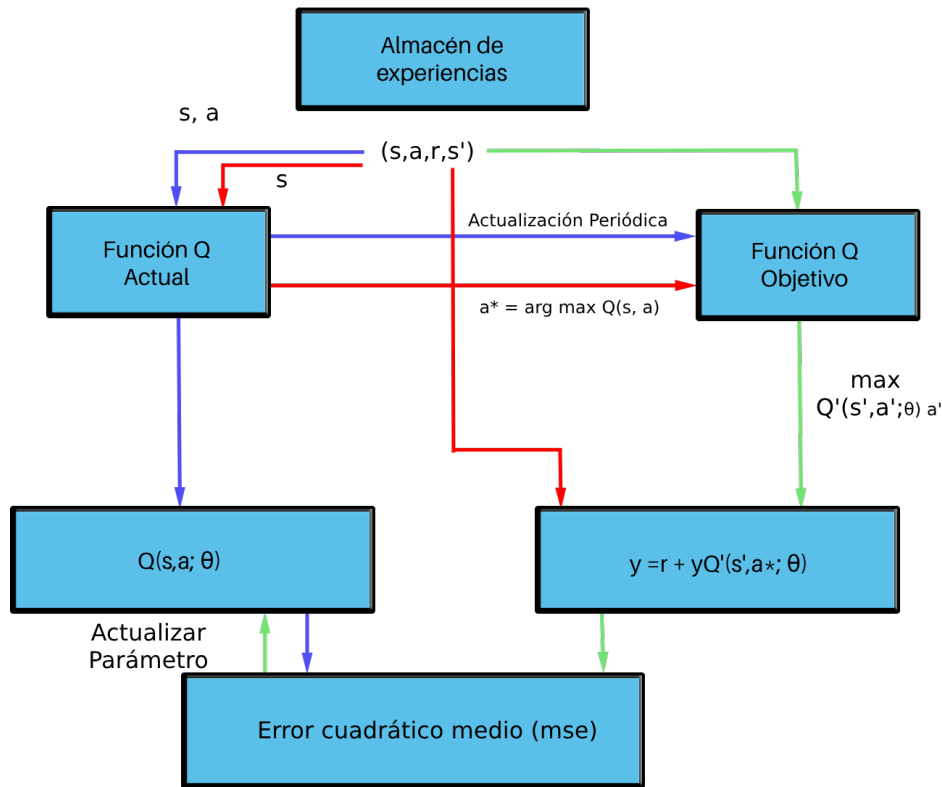 Almacén de
experiencias
s, a
(s,a,r,s')
s
Función Q
Actual
Actualización Periódica
Función Q
Objetivo
a* = arg max Q(s, a)
max
Q'(s',a';θ) a'
Q(s,a; θ)
y =r + yQ'(s',a*; θ)
Actualizar
Parámetro
Error cuadrático medio (mse)